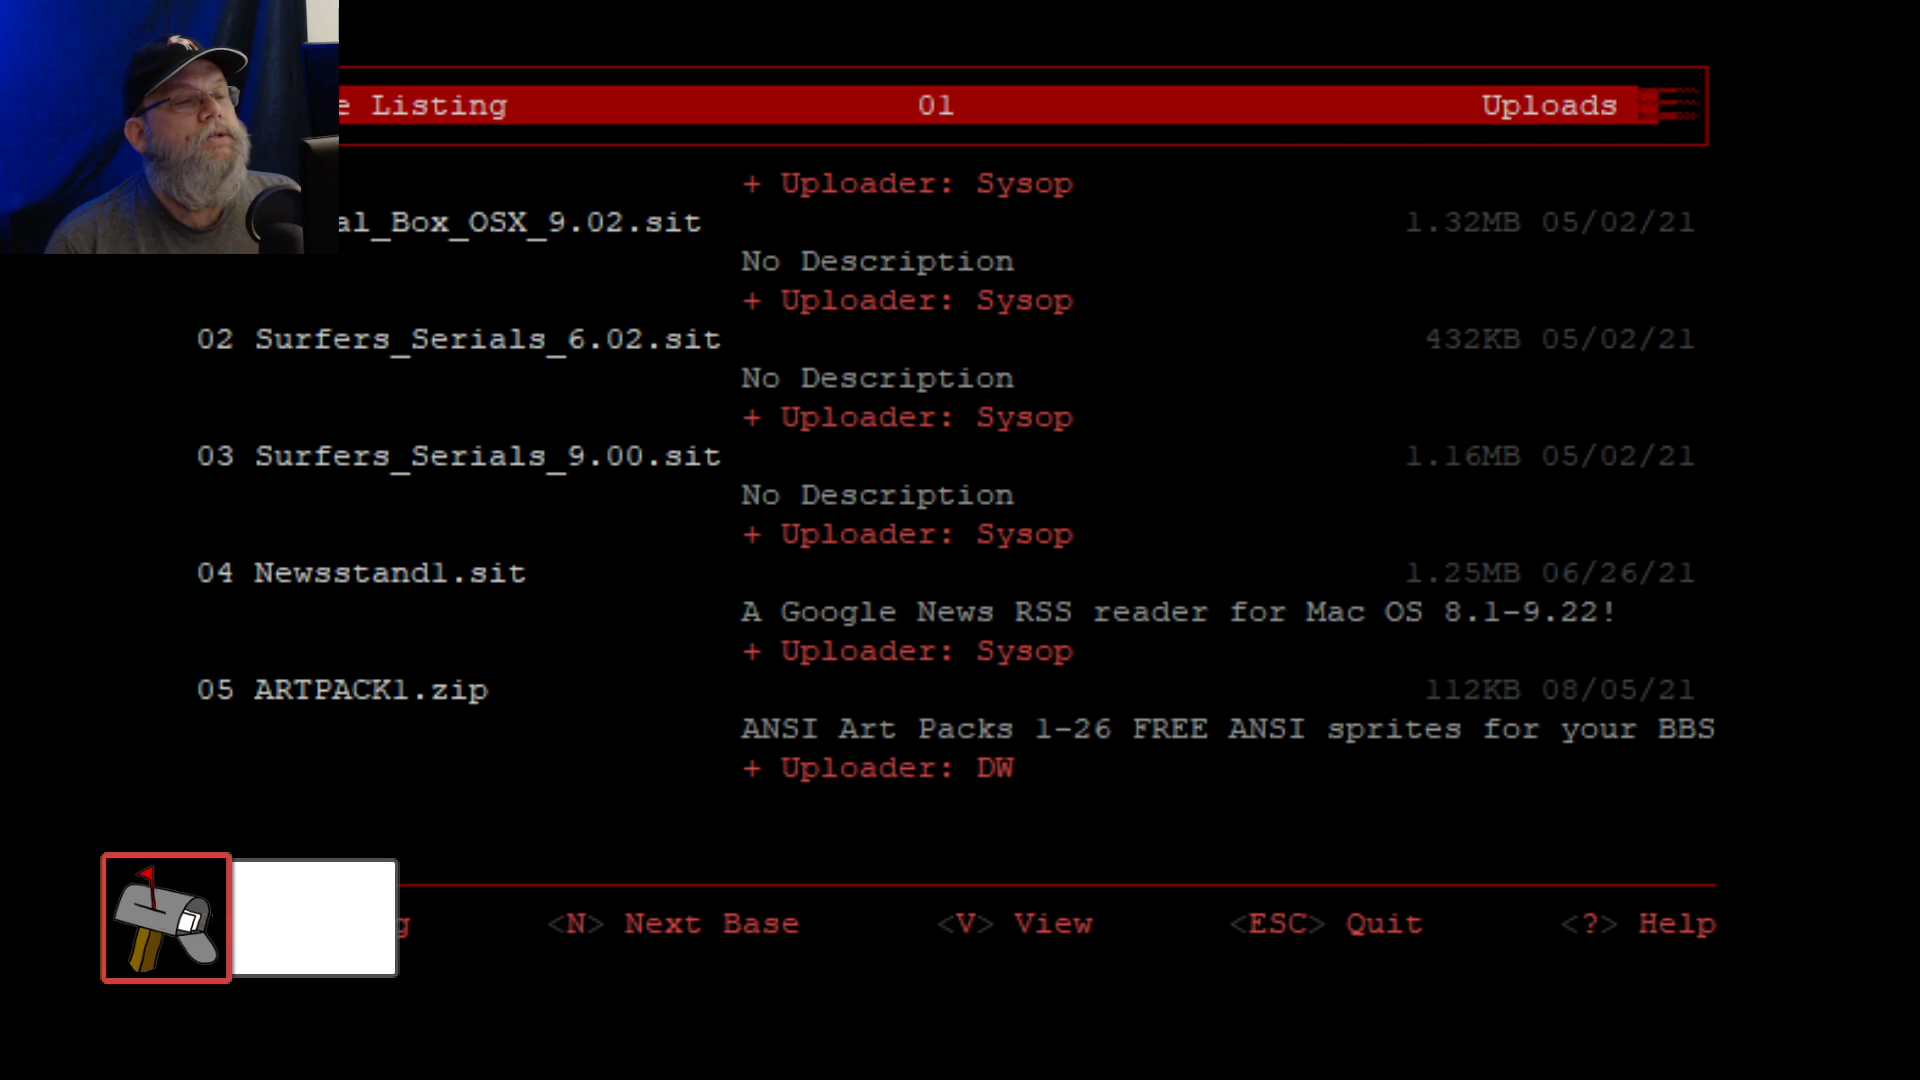 e Listing 01 Uploads
+ Uploader: Sysop
al_Box_OSX_9.02.sit 1.32MB 05/02/21
No Description
+ Uploader: Sysop
02 Surfers_Serials_6.02.sit 432KB 05/02/21
No Description
+ Uploader: Sysop
03 Surfers_Serials_9.00.sit 1.16MB 05/02/21
No Description
+ Uploader: Sysop
04 Newsstand1.sit 1.25MB 06/26/21
A Google News RSS reader for Mac OS 8.1-9.22!
+ Uploader: Sysop
05 ARTPACK1.zip 112KB 08/05/21
ANSI Art Packs 1-26 FREE ANSI sprites for your BBS
+ Uploader: DW
g <N> Next Base <V> View <ESC> Quit <?> Help